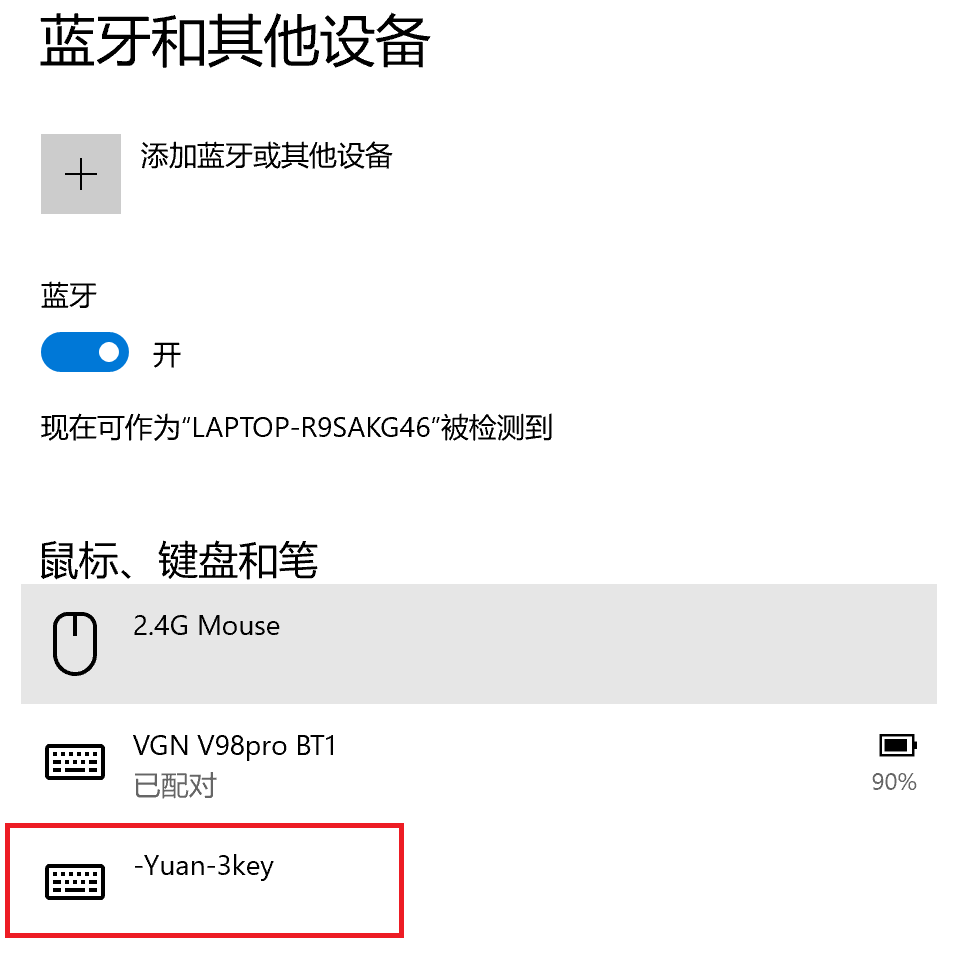 蓝牙和其他设备
添加蓝牙或其他设备
蓝牙
开
现在可作为“LAPTOP-R9SAKG46”被检测到
鼠标、键盘和笔
2.4G Mouse
VGN V98pro BT1
已配对
90%
-Yuan-3key